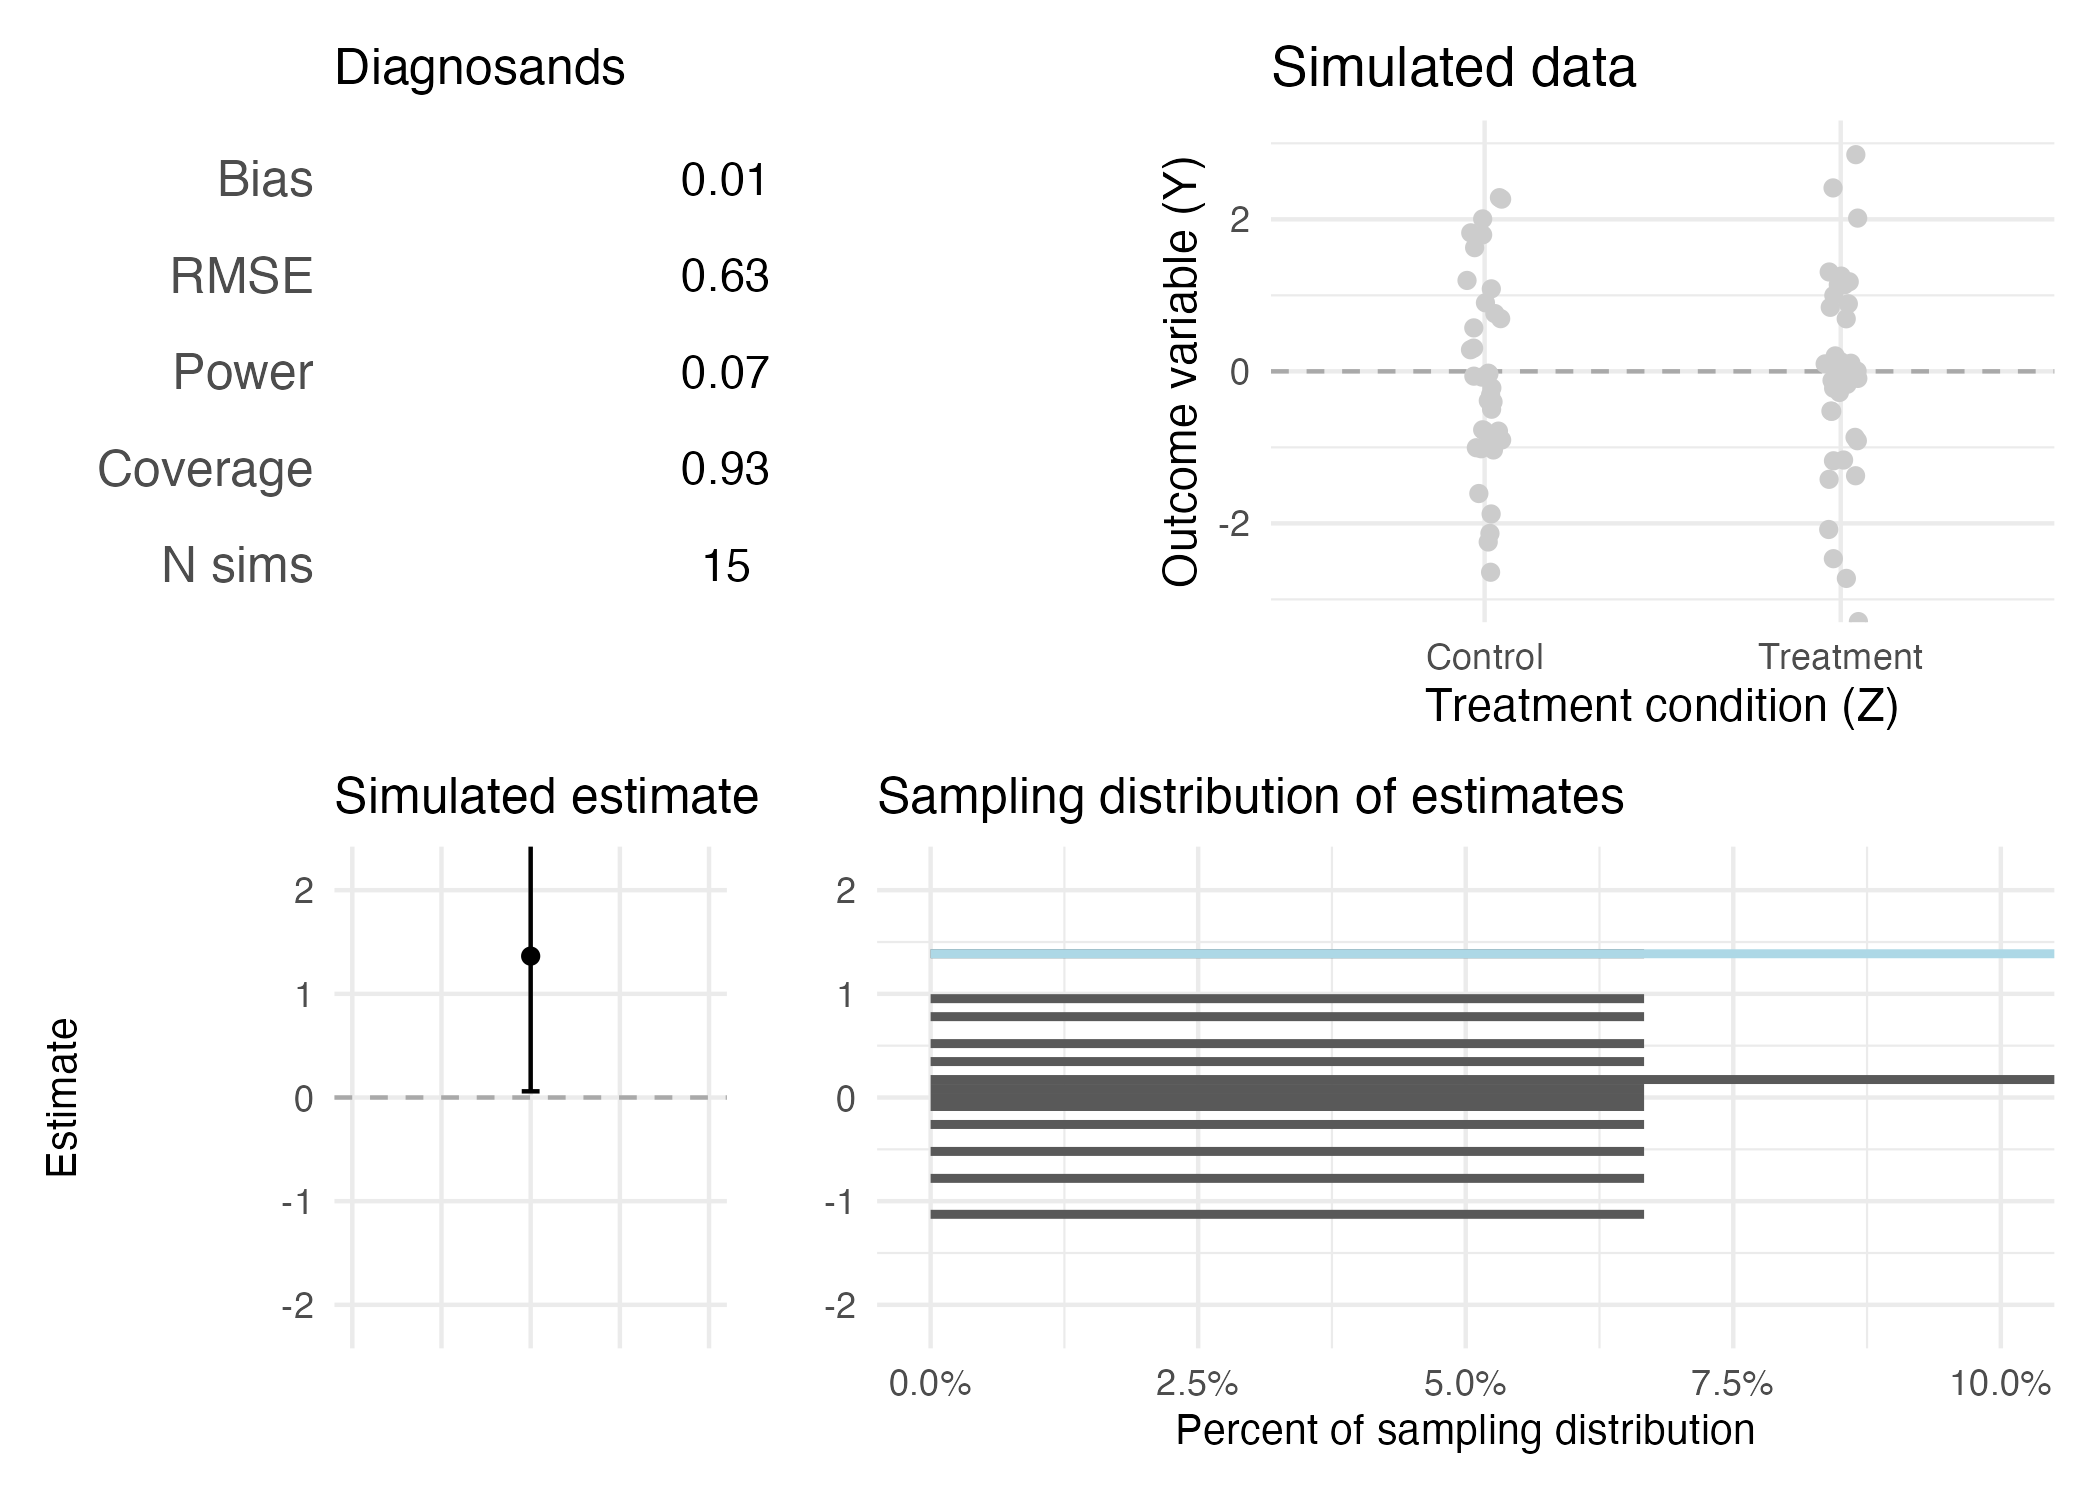 Diagnosands
Bias 0.01
RMSE 0.63
Power 0.07
Coverage 0.93
N sims 15
Simulated data
Outcome variable (Y)
2
0
-2
Control Treatment
Treatment condition (Z)
Simulated estimate
Estimate
2
1
0
-1
-2
Sampling distribution of estimates
2
1
0
-1
-2
0.0% 2.5% 5.0% 7.5% 10.0%
Percent of sampling distribution